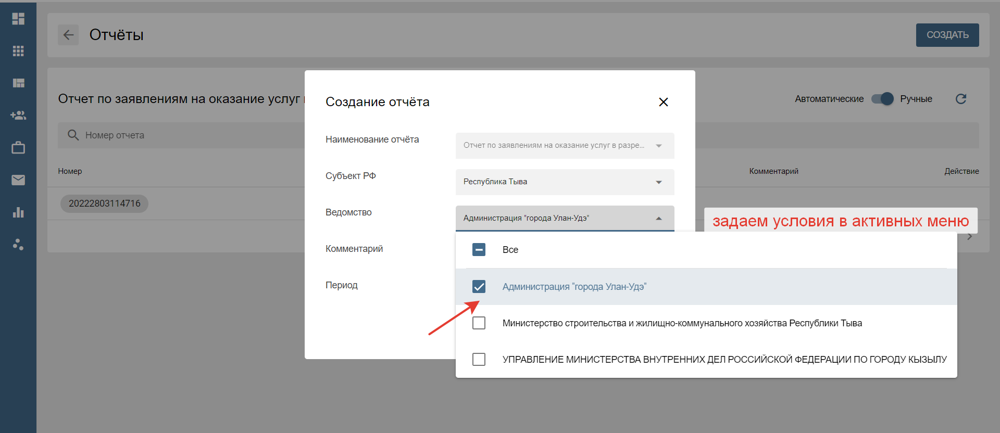 Отчёты
СОЗДАТЬ
Отчет по заявлениям на оказание услуг
Автоматические
Ручные
Номер отчета
Номер
Комментарий
Действие
20222803114716
Создание отчёта
Наименование отчёта
Отчет по заявлениям на оказание услуг в разре...
Субъект РФ
Республика Тыва
Ведомство
Администрация "города Улан-Удэ"
задаем условия в активных меню
Комментарий
Период
Все
Администрация "города Улан-Удэ"
Министерство строительства и жилищно-коммунального хозяйства Республики Тыва
УПРАВЛЕНИЕ МИНИСТЕРСТВА ВНУТРЕННИХ ДЕЛ РОССИЙСКОЙ ФЕДЕРАЦИИ ПО ГОРОДУ КЫЗЫЛУ